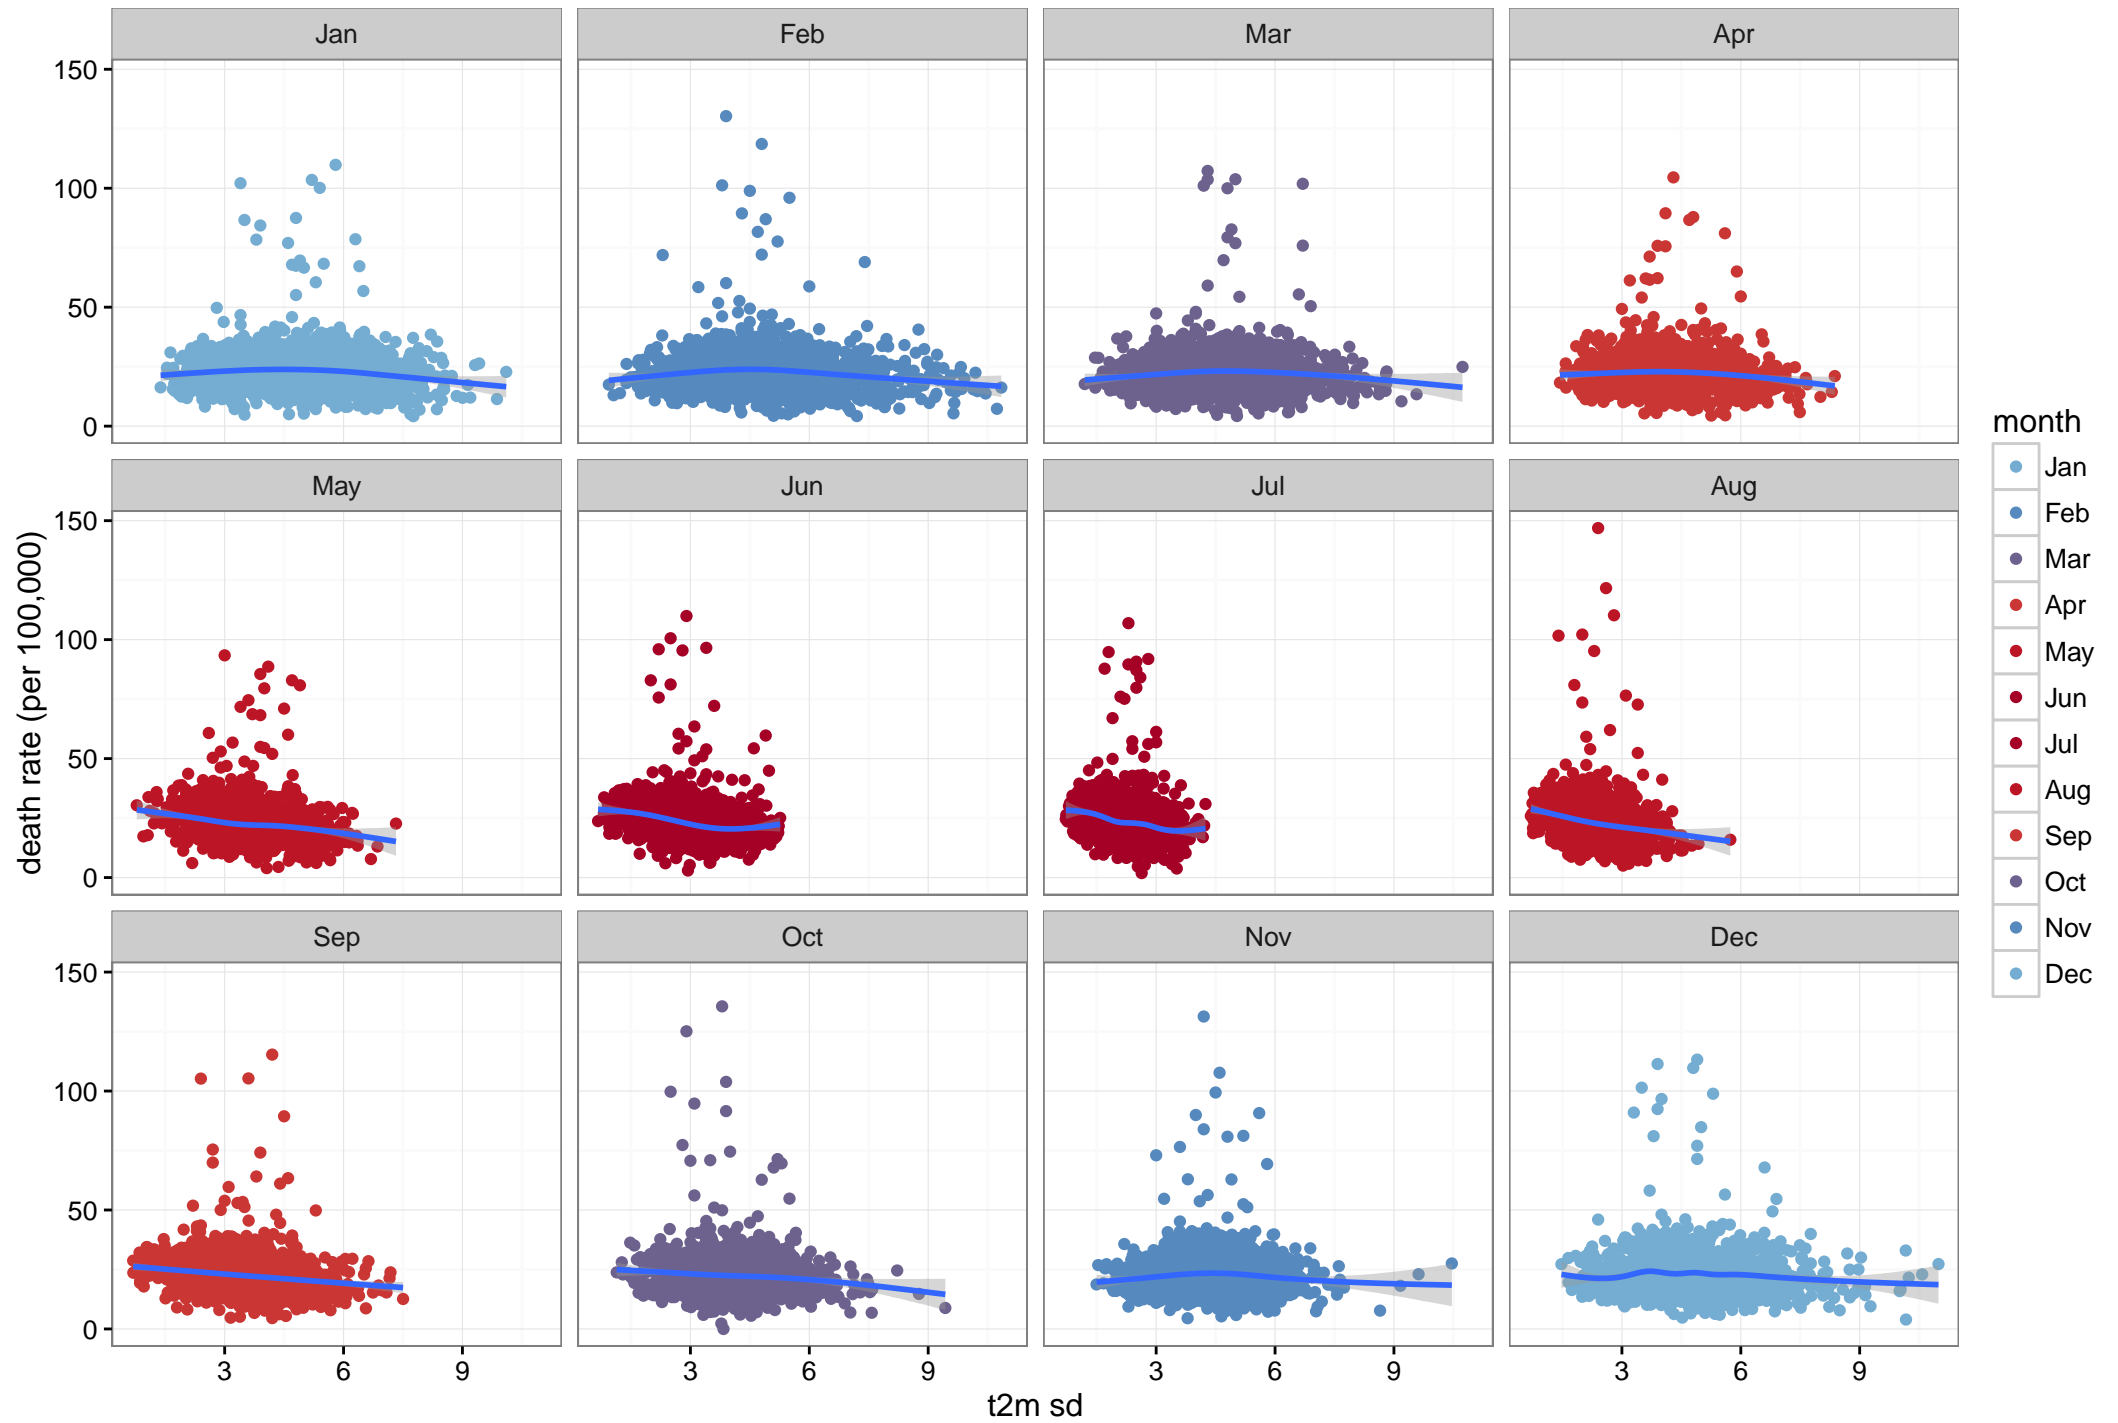 Jan Feb Mar Apr
150
100
50
0
May Jun Jul Aug
150
100
50
0
Sep Oct Nov Dec
150
100
50
0
3 6 9 3 6 9 3 6 9 3 6 9
t2m sd
death rate (per 100,000)
month
Jan
Feb
Mar
Apr
May
Jun
Jul
Aug
Sep
Oct
Nov
Dec